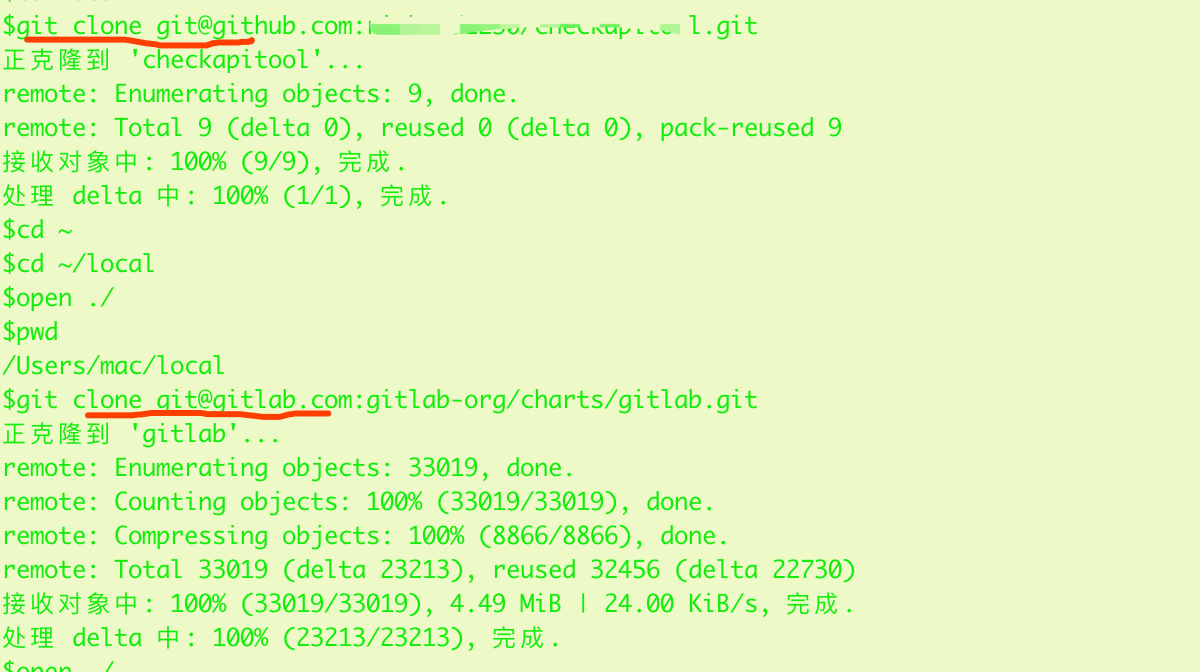 $git clone git@github.com: l.git
正克隆到 'checkapitool'...
remote: Enumerating objects: 9, done.
remote: Total 9 (delta 0), reused 0 (delta 0), pack-reused 9
接收对象中: 100% (9/9), 完成.
处理 delta 中: 100% (1/1), 完成.
$cd ~
$cd ~/local
$open ./
$pwd
/Users/mac/local
$git clone git@gitlab.com:gitlab-org/charts/gitlab.git
正克隆到 'gitlab'...
remote: Enumerating objects: 33019, done.
remote: Counting objects: 100% (33019/33019), done.
remote: Compressing objects: 100% (8866/8866), done.
remote: Total 33019 (delta 23213), reused 32456 (delta 22730)
接收对象中: 100% (33019/33019), 4.49 MiB | 24.00 KiB/s, 完成.
处理 delta 中: 100% (23213/23213), 完成.
$open ./